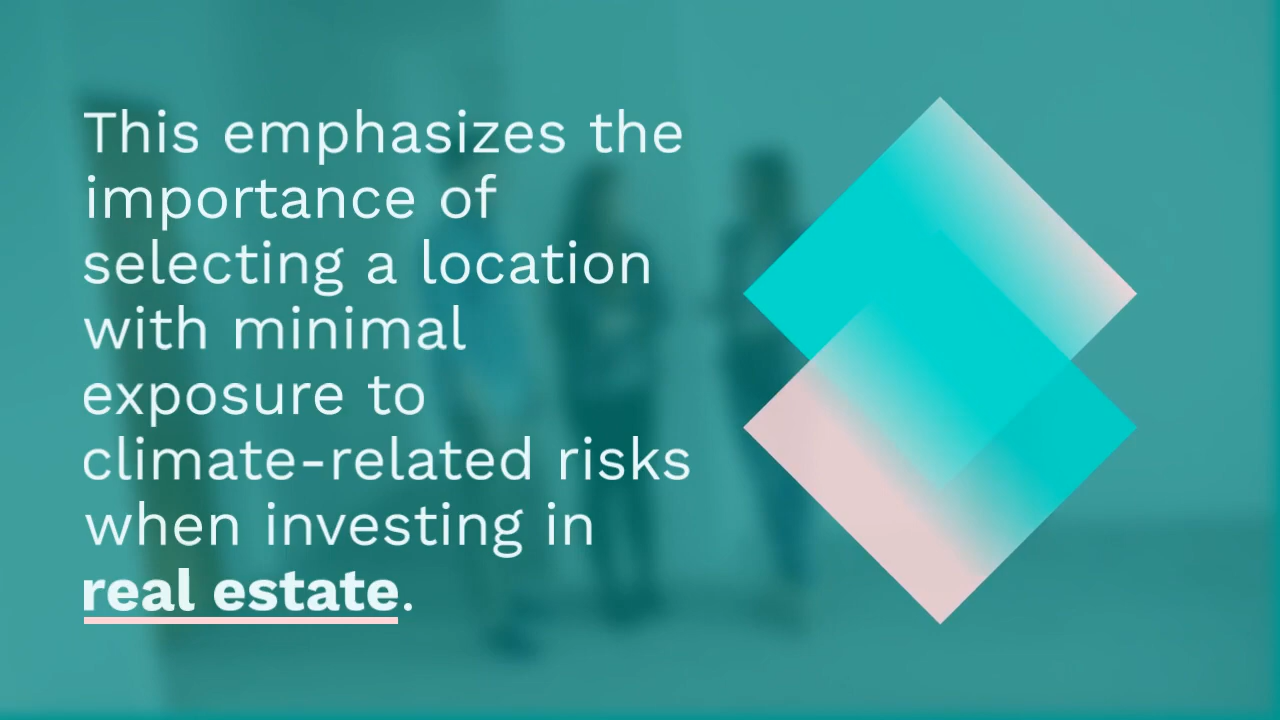 This emphasizes the
importance of
selecting a location
with minimal
exposure to
climate-related risks
when investing in
real estate.